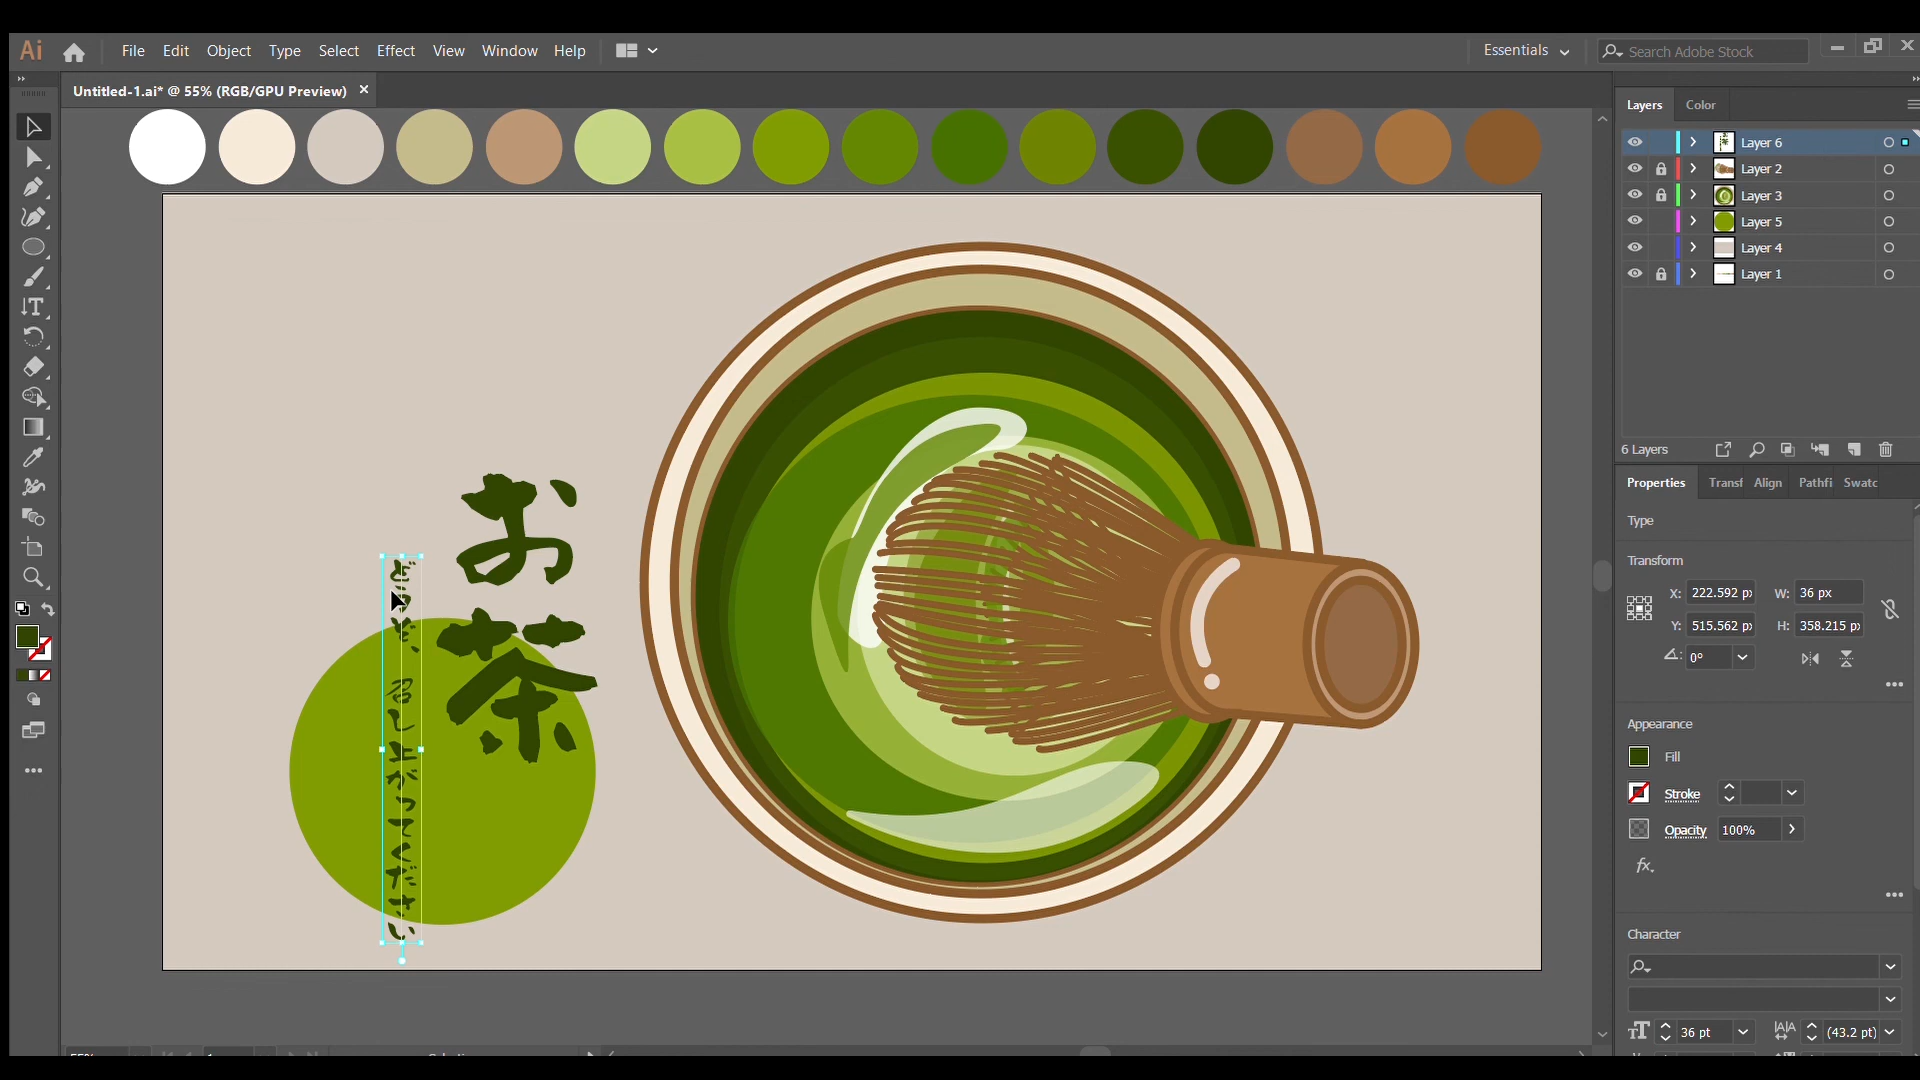 Ai
File Edit Object Type Select Effect View Window Help
Essentials
Search Adobe Stock
Untitled-1.ai* @ 55% (RGB/GPU Preview)
Layers Color
Layer 6
Layer 2
Layer 3
Layer 5
Layer 4
Layer 1
6 Layers
お茶
どうぞ、召し上がってください
Properties Transf Align Pathfi Swatc
Type
Transform
X: 222.592 p W: 36 px
Y: 515.562 p H: 358.215 p
0°
Appearance
Fill
Stroke
Opacity 100%
fx.
Character
36 pt (43.2 pt)